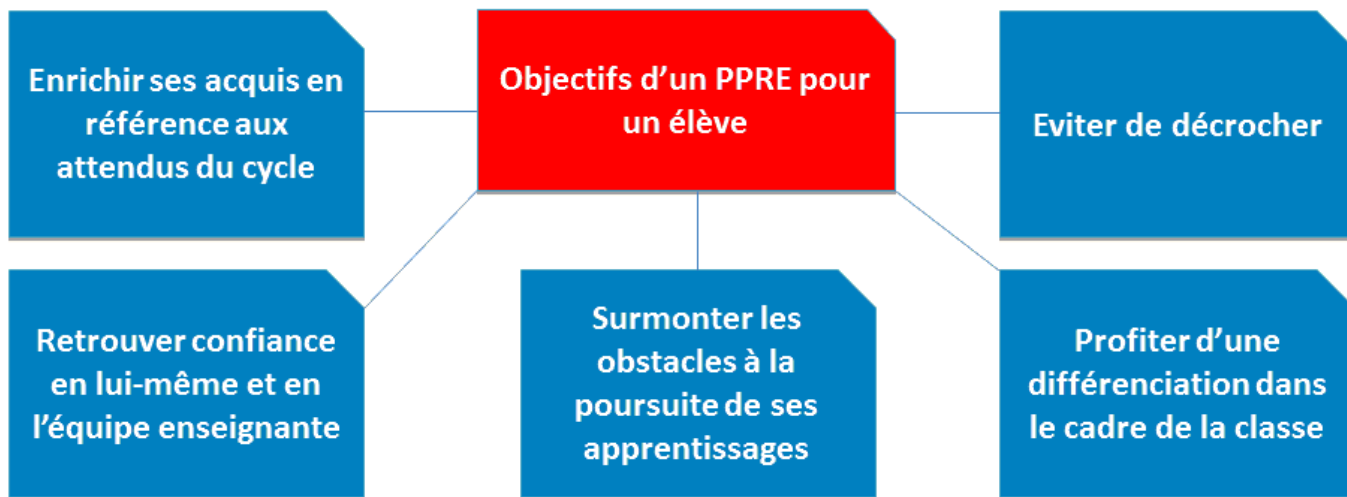 Enrichir ses acquis en
référence aux
attendus du cycle
Objectifs d’un PPRE pour
un élève
Eviter de décrocher
Retrouver confiance
en lui-même et en
l’équipe enseignante
Surmonter les
obstacles à la
poursuite de ses
apprentissages
Profiter d’une
différenciation dans
le cadre de la classe